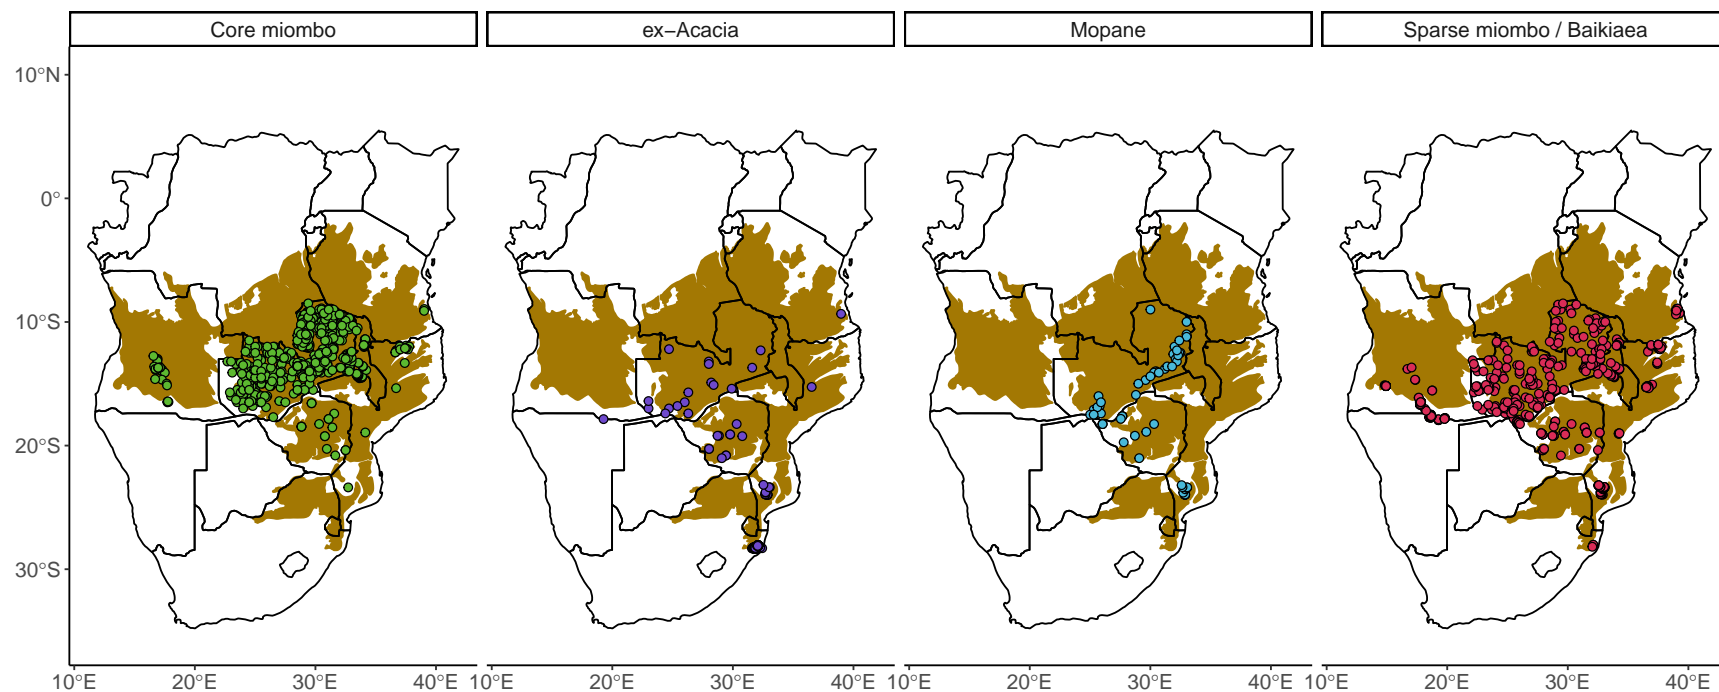 Core miombo
ex−Acacia
Mopane
Sparse miombo / Baikiaea
10°N
0°
10°S
20°S
30°S
10°E 20°E 30°E 40°E 10°E 20°E 30°E 40°E 10°E 20°E 30°E 40°E 10°E 20°E 30°E 40°E